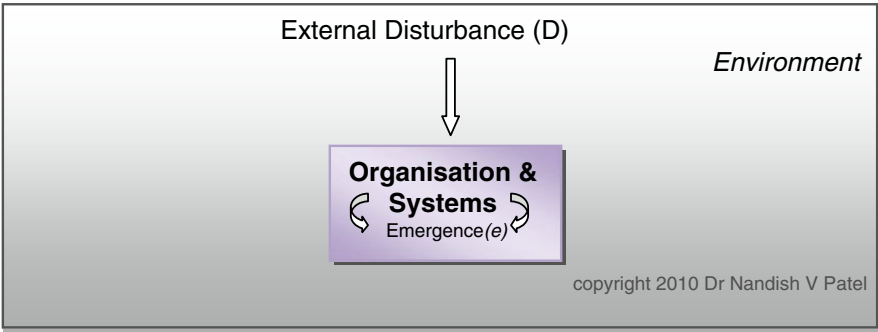 External Disturbance (D)
Environment
Organisation &
Systems
Emergence(e)
copyright 2010 Dr Nandish V Patel